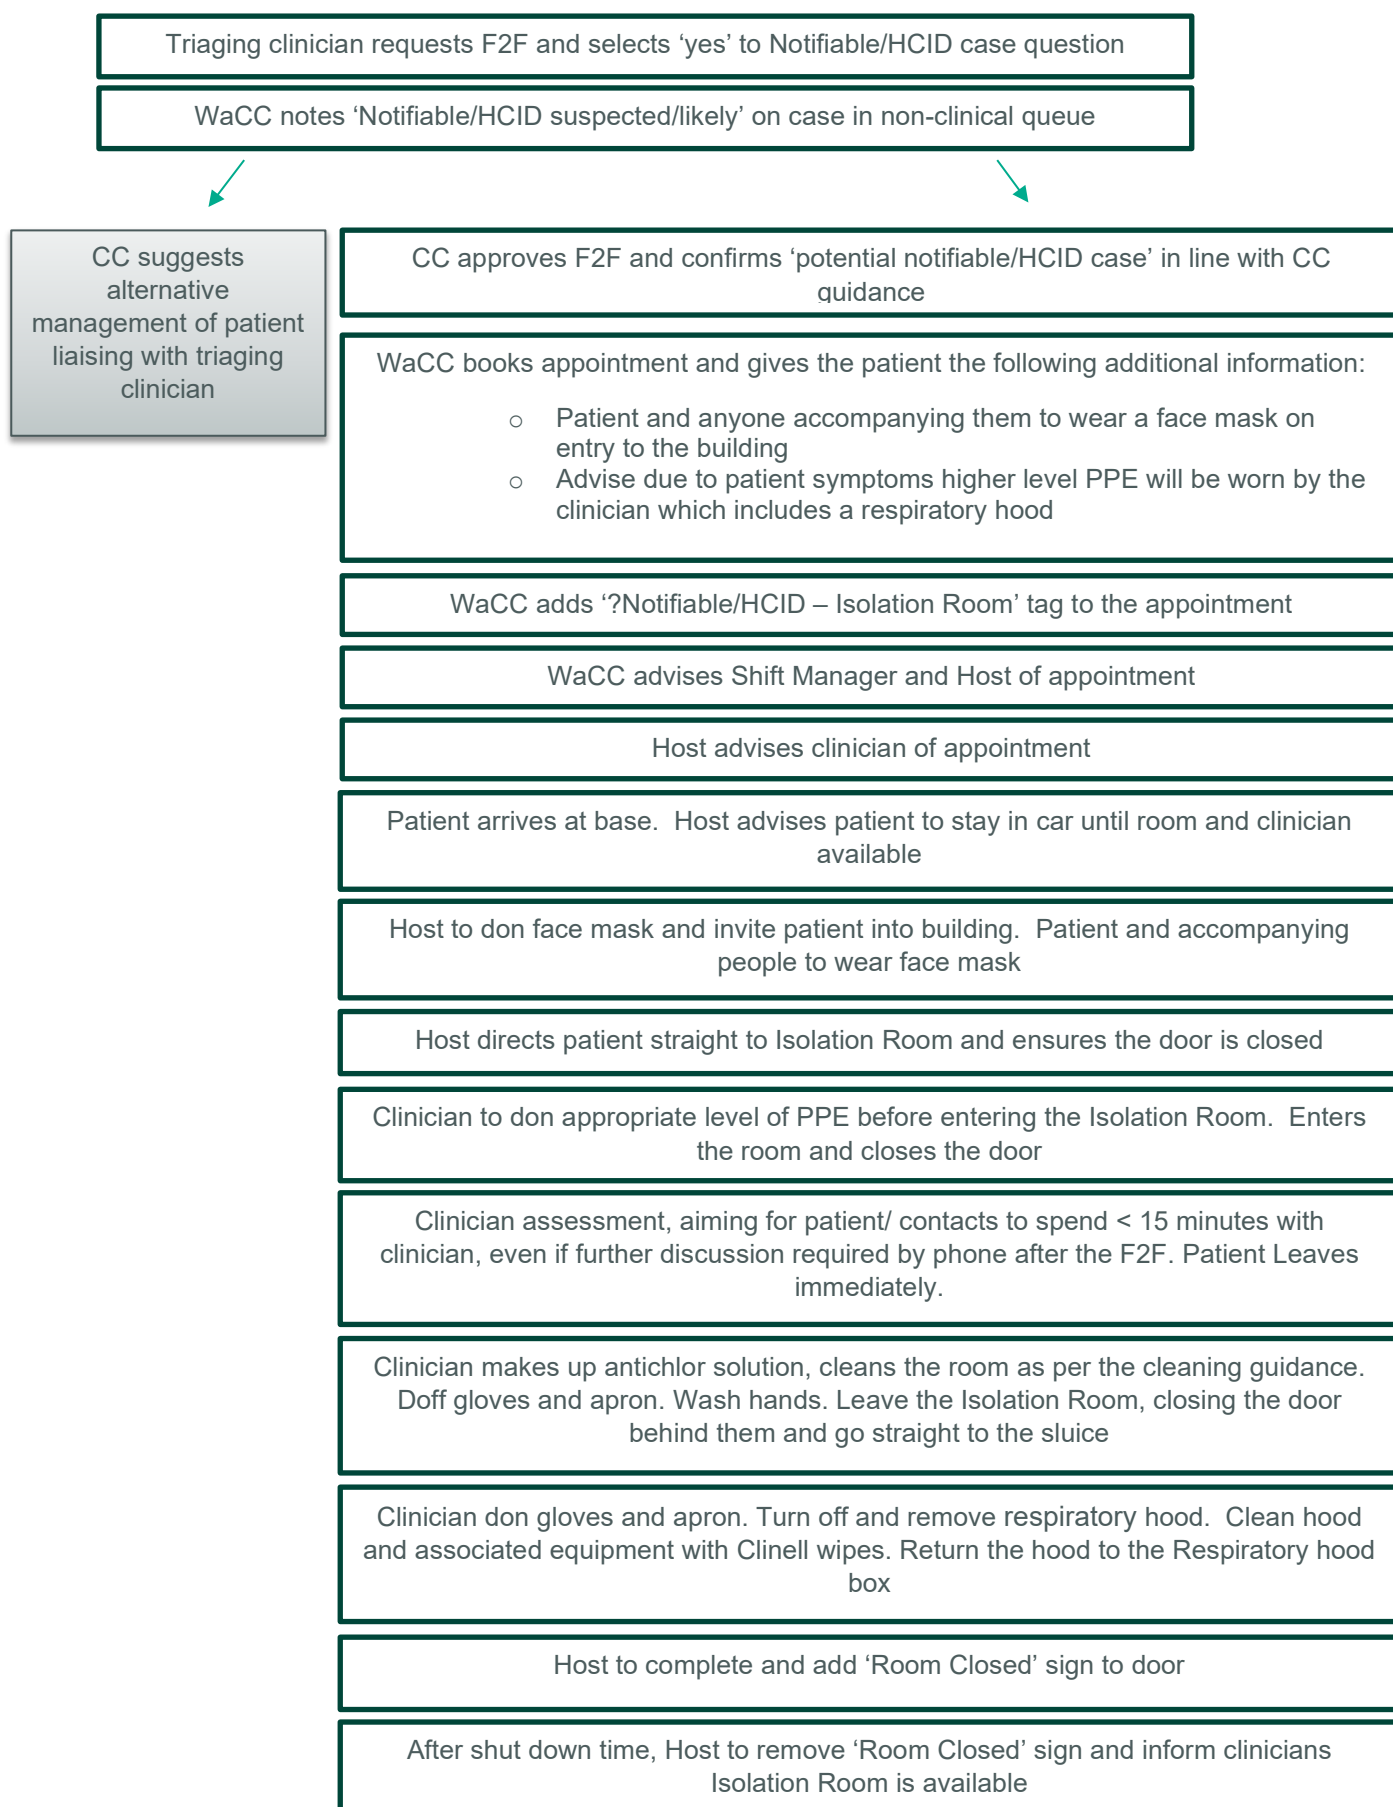 Triaging clinician requests F2F and selects ‘yes’ to Notifiable/HCID case question
WaCC notes ‘Notifiable/HCID suspected/likely’ on case in non-clinical queue
CC suggests
alternative
management of patient
liaising with triaging
clinician
CC approves F2F and confirms ‘potential notifiable/HCID case’ in line with CC
guidance
WaCC books appointment and gives the patient the following additional information:
o Patient and anyone accompanying them to wear a face mask on
entry to the building
o Advise due to patient symptoms higher level PPE will be worn by the
clinician which includes a respiratory hood
WaCC adds ‘?Notifiable/HCID – Isolation Room’ tag to the appointment
WaCC advises Shift Manager and Host of appointment
Host advises clinician of appointment
Patient arrives at base.  Host advises patient to stay in car until room and clinician
available
Host to don face mask and invite patient into building.  Patient and accompanying
people to wear face mask
Host directs patient straight to Isolation Room and ensures the door is closed
Clinician to don appropriate level of PPE before entering the Isolation Room.  Enters
the room and closes the door
Clinician assessment, aiming for patient/ contacts to spend < 15 minutes with
clinician, even if further discussion required by phone after the F2F. Patient Leaves
immediately.
Clinician makes up antichlor solution, cleans the room as per the cleaning guidance.
Doff gloves and apron. Wash hands. Leave the Isolation Room, closing the door
behind them and go straight to the sluice
Clinician don gloves and apron. Turn off and remove respiratory hood.  Clean hood
and associated equipment with Clinell wipes. Return the hood to the Respiratory hood
box
Host to complete and add ‘Room Closed’ sign to door
After shut down time, Host to remove ‘Room Closed’ sign and inform clinicians
Isolation Room is available